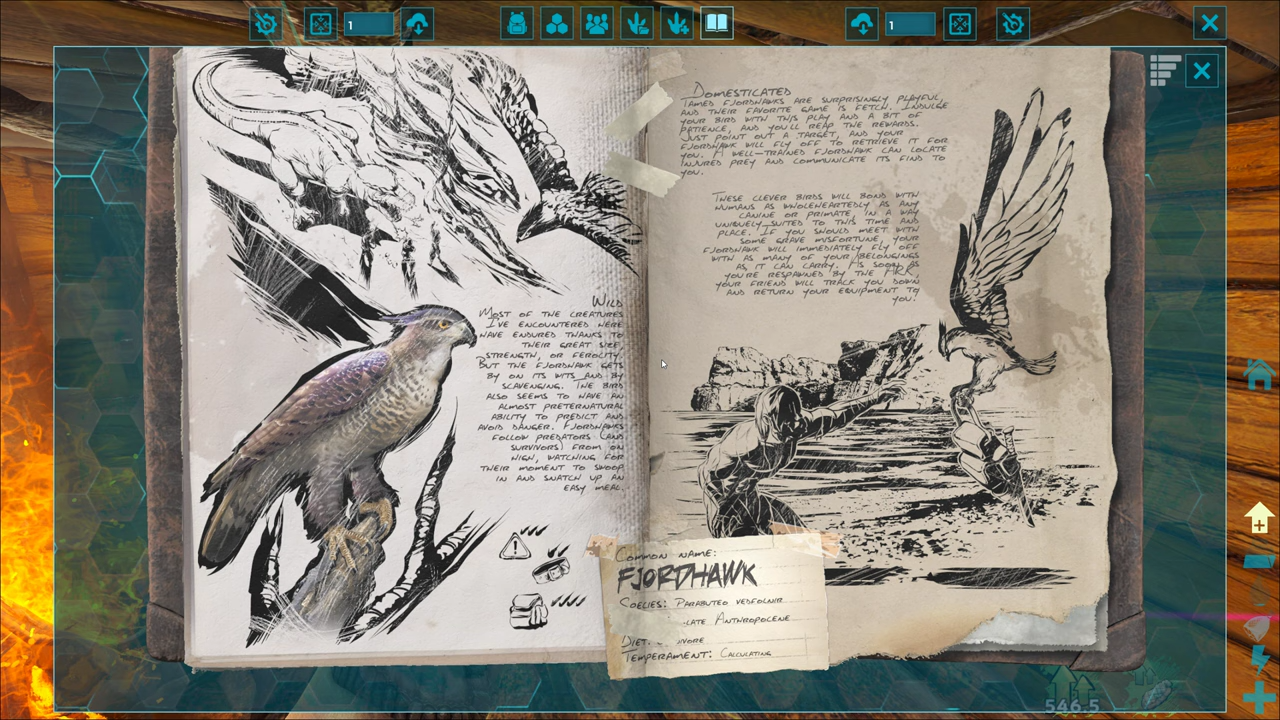 1
1
Wild
Most of the creatures
I've encountered here
have endured thanks to
their great size,
strength, or ferocity.
But the Fjordhawk gets
by on its wits and by
scavenging. The bird
also seems to have an
almost preternatural
ability to predict and
avoid danger. Fjordhawks
follow predators (and
survivors) from on
high, watching for
their moment to swoop
in and snatch up an
easy meal.
Domesticated
Tamed Fjordhawks are surprisingly playful,
and their favorite game is fetch. Indulge
your bird with this play and a bit of
patience, and you'll reap the rewards.
Just point out a target, and your
Fjordhawk will fly off to retrieve it for
you. A well-trained Fjordhawk can locate
injured prey and communicate its find to
you.
These clever birds will bond with
humans as wholeheartedly as any
canine or primate, in a way
uniquely suited to this time and
place. If you should meet with
some grave misfortune, your
Fjordhawk will immediately fly off
with as many of your belongings
as it can carry. As soon as
you're respawned by the ARK,
your friend will track you down
and return your equipment to
you!
Common name:
FJORDHAWK
Parabuteo vedfolnir
late Anthropocene
Temperament: Calculating
546.5